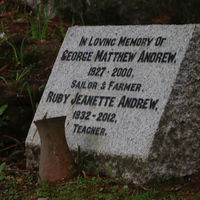 In Loving Memory Of
George Matthew Andrew,
1927 - 2000,
Sailor & Farmer.
Ruby Jeanette Andrew,
1932 - 2012,
Teacher.